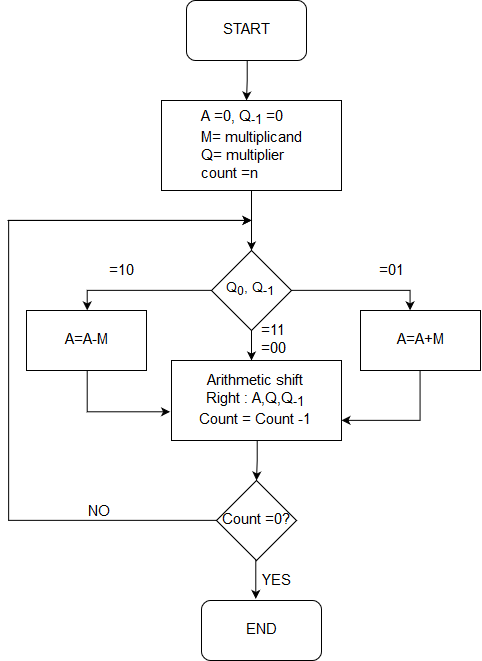 START
A =0, Q-1 =0
M= multiplicand
Q= multiplier
count =n
=10
=01
Q0, Q-1
A=A-M
=11
=00
A=A+M
Arithmetic shift
Right : A,Q,Q-1
Count = Count -1
NO
Count =0?
YES
END